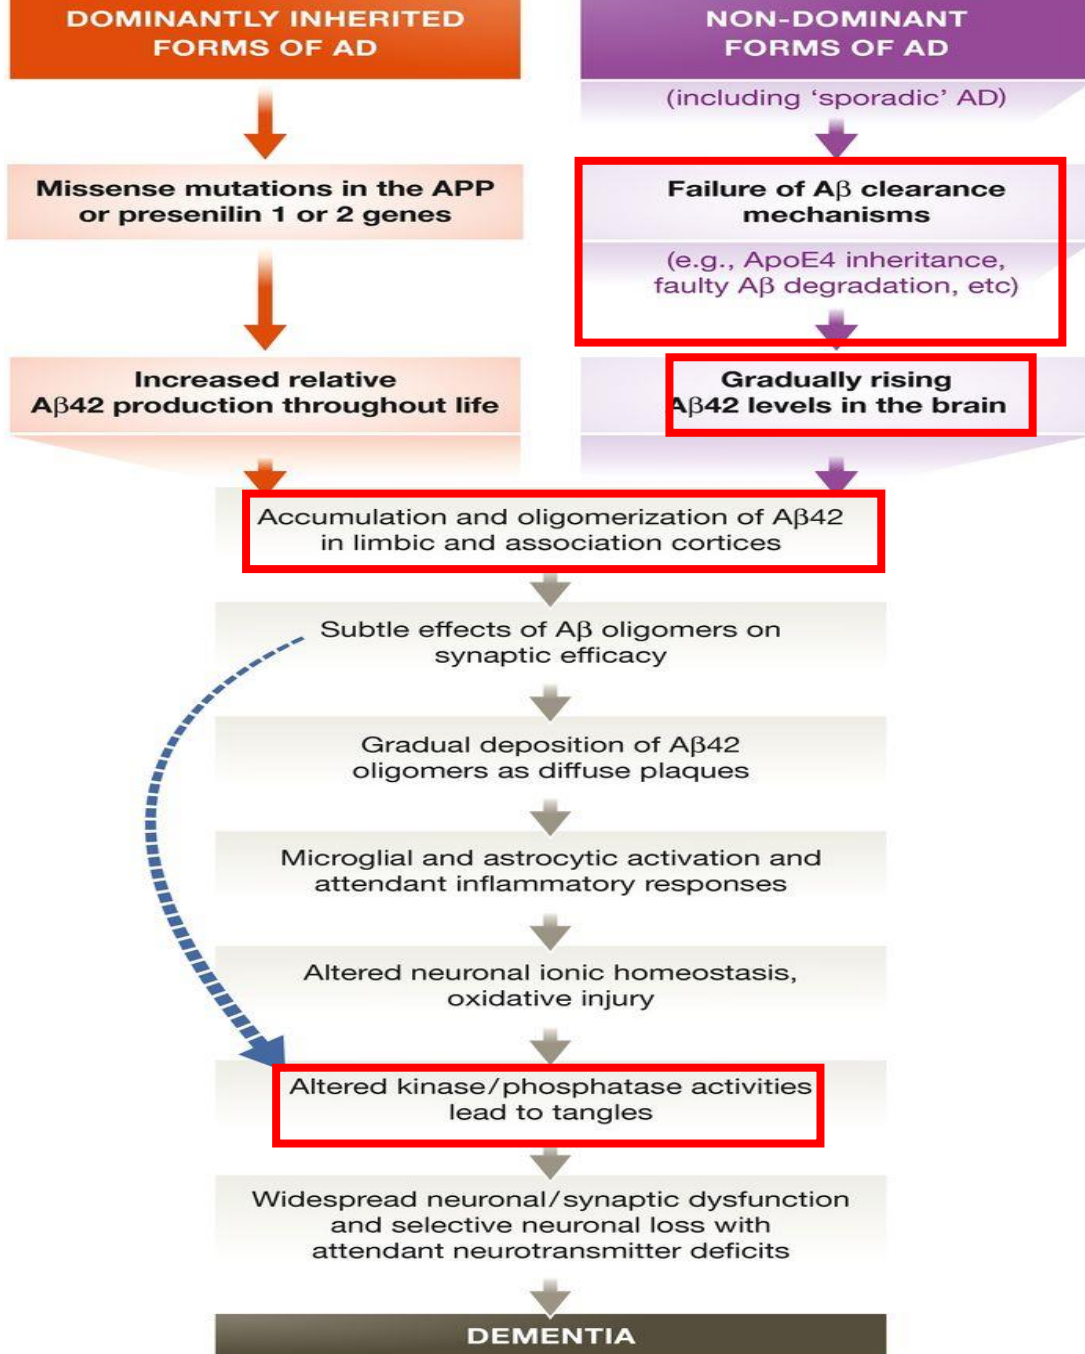 DOMINANTLY INHERITED
FORMS OF AD
NON-DOMINANT
FORMS OF AD
(including ‘sporadic’ AD)
Missense mutations in the APP
or presenilin 1 or 2 genes
Failure of Aβ clearance
mechanisms
(e.g., ApoE4 inheritance,
faulty Aβ degradation, etc)
Increased relative
Aβ42 production throughout life
Gradually rising
Aβ42 levels in the brain
Accumulation and oligomerization of Aβ42
in limbic and association cortices
Subtle effects of Aβ oligomers on
synaptic efficacy
Gradual deposition of Aβ42
oligomers as diffuse plaques
Microglial and astrocytic activation and
attendant inflammatory responses
Altered neuronal ionic homeostasis,
oxidative injury
Altered kinase/phosphatase activities
lead to tangles
Widespread neuronal/synaptic dysfunction
and selective neuronal loss with
attendant neurotransmitter deficits
DEMENTIA